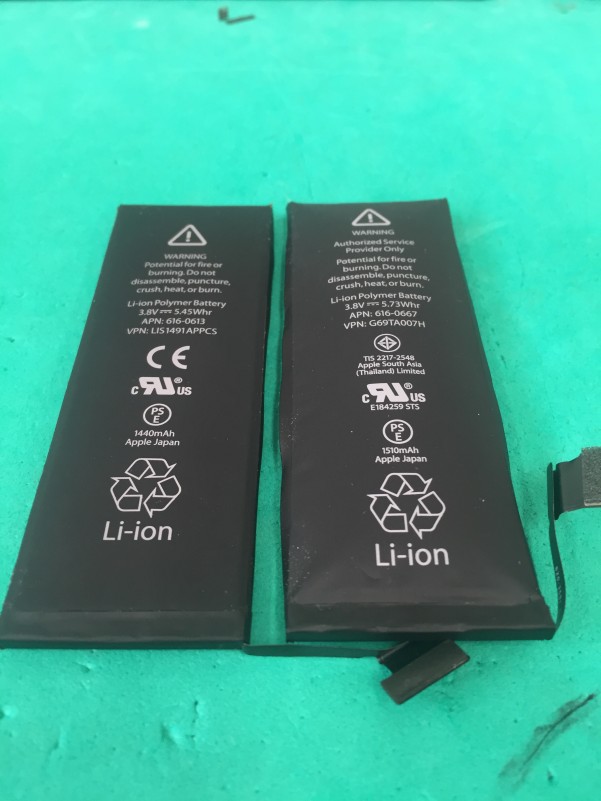 WARNING
Potential for fire or
burning. Do not
disassemble, puncture,
crush, heat, or burn.
Li-ion Polymer Battery
3.8V ⎓ 5.45Whr
APN: 616-0613
VPN: LIS1491APPCS
CE
c RU® US
PS
E
1440mAh
Apple Japan
Li-ion
WARNING
Authorized Service
Provider Only
Potential for fire or
burning. Do not
disassemble, puncture,
crush, heat, or burn.
Li-ion Polymer Battery
3.8V ⎓ 5.73Whr
APN: 616-0667
VPN: G69TA007H
TIS 2217-2548
Apple South Asia
(Thailand) Limited
c RU® US
E184259 STS
PS
E
1510mAh
Apple Japan
Li-ion